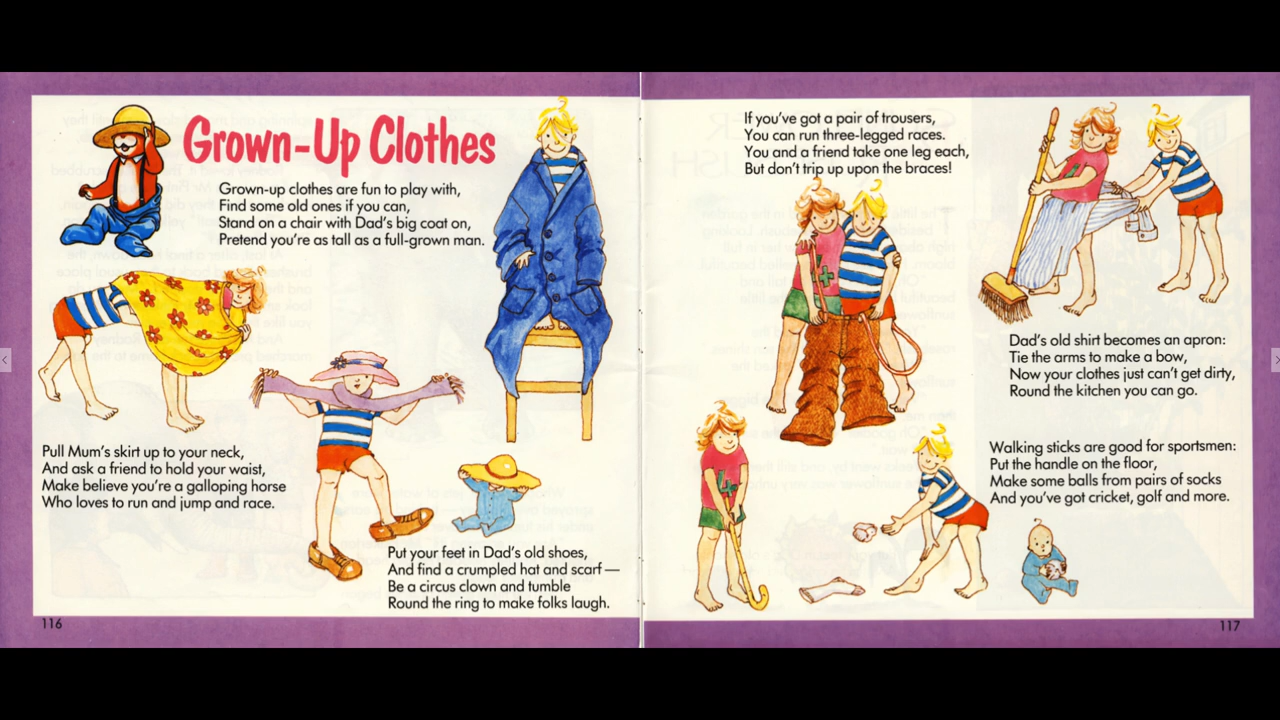 Grown-Up Clothes
Grown-up clothes are fun to play with,
Find some old ones if you can,
Stand on a chair with Dad's big coat on,
Pretend you're as tall as a full-grown man.
Pull Mum's skirt up to your neck,
And ask a friend to hold your waist,
Make believe you're a galloping horse
Who loves to run and jump and race.
Put your feet in Dad's old shoes,
And find a crumpled hat and scarf—
Be a circus clown and tumble
Round the ring to make folks laugh.
116
If you've got a pair of trousers,
You can run three-legged races.
You and a friend take one leg each,
But don't trip up upon the braces!
Dad's old shirt becomes an apron:
Tie the arms to make a bow,
Now your clothes just can't get dirty,
Round the kitchen you can go.
Walking sticks are good for sportsmen:
Put the handle on the floor,
Make some balls from pairs of socks
And you've got cricket, golf and more.
117